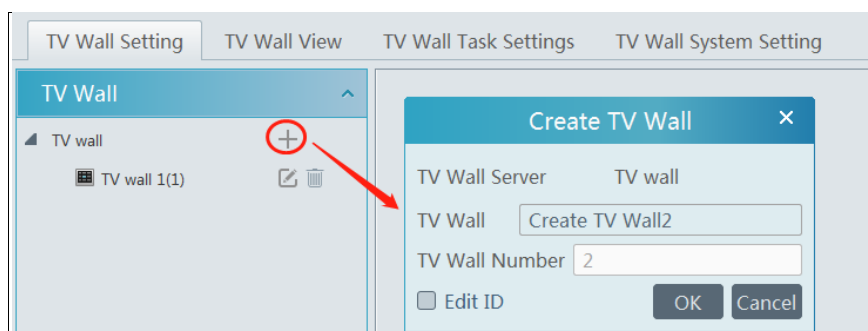 TV Wall Setting TV Wall View TV Wall Task Settings TV Wall System Setting
TV Wall
TV wall
TV wall 1(1)
Create TV Wall
TV Wall Server TV wall
TV Wall Create TV Wall2
TV Wall Number 2
Edit ID OK Cancel